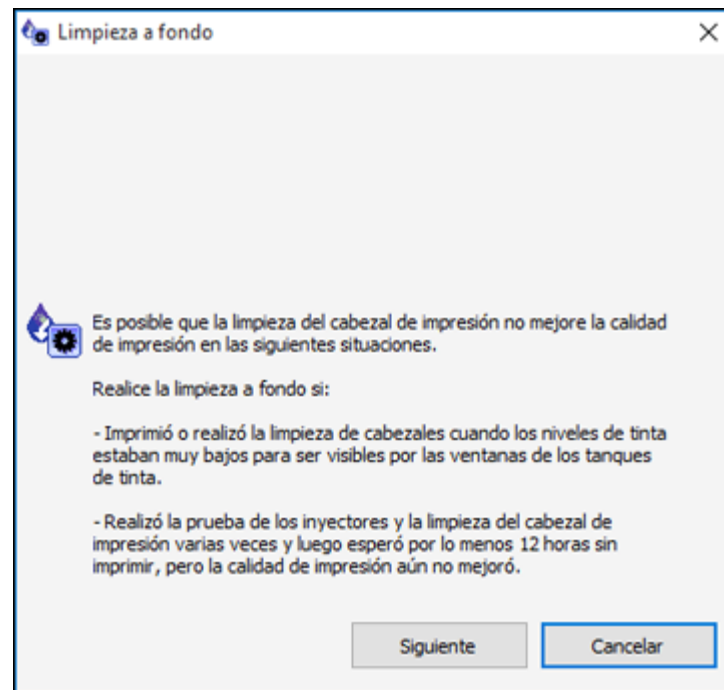 Limpieza a fondo
Es posible que la limpieza del cabezal de impresión no mejore la calidad
de impresión en las siguientes situaciones.
Realice la limpieza a fondo si:
- Imprimió o realizó la limpieza de cabezales cuando los niveles de tinta
estaban muy bajos para ser visibles por las ventanas de los tanques
de tinta.
- Realizó la prueba de los inyectores y la limpieza del cabezal de
impresión varias veces y luego esperó por lo menos 12 horas sin
imprimir, pero la calidad de impresión aún no mejoró.
Siguiente
Cancelar